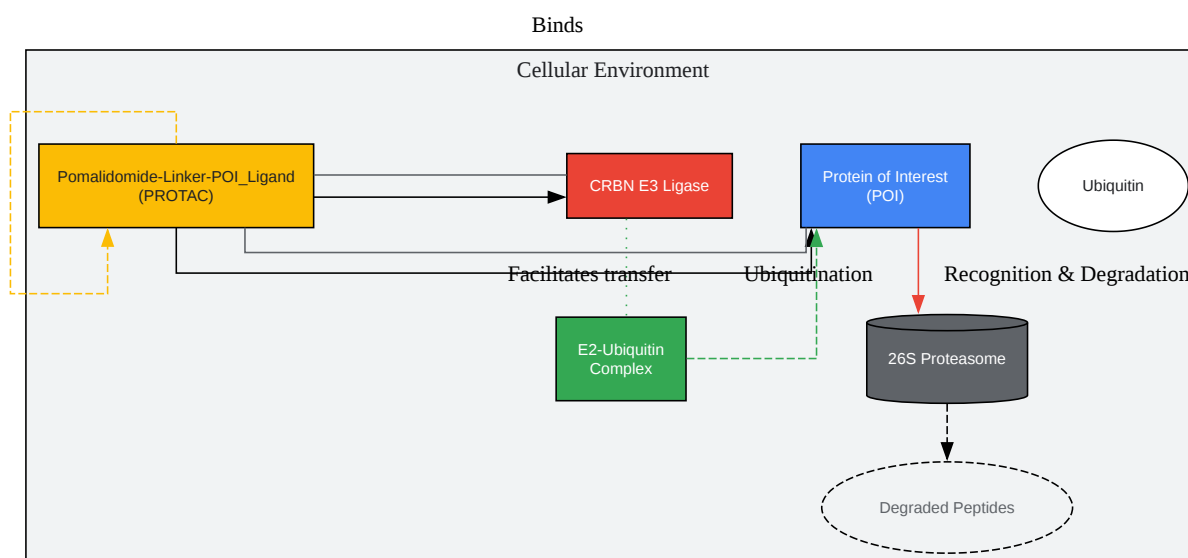 Binds
Cellular Environment
Pomalidomide-Linker-POI_Ligand
(PROTAC)
CRBN E3 Ligase
Protein of Interest
(POI)
Ubiquitin
Facilitates transfer
Ubiquitination
Recognition & Degradation
E2-Ubiquitin
Complex
26S Proteasome
Degraded Peptides